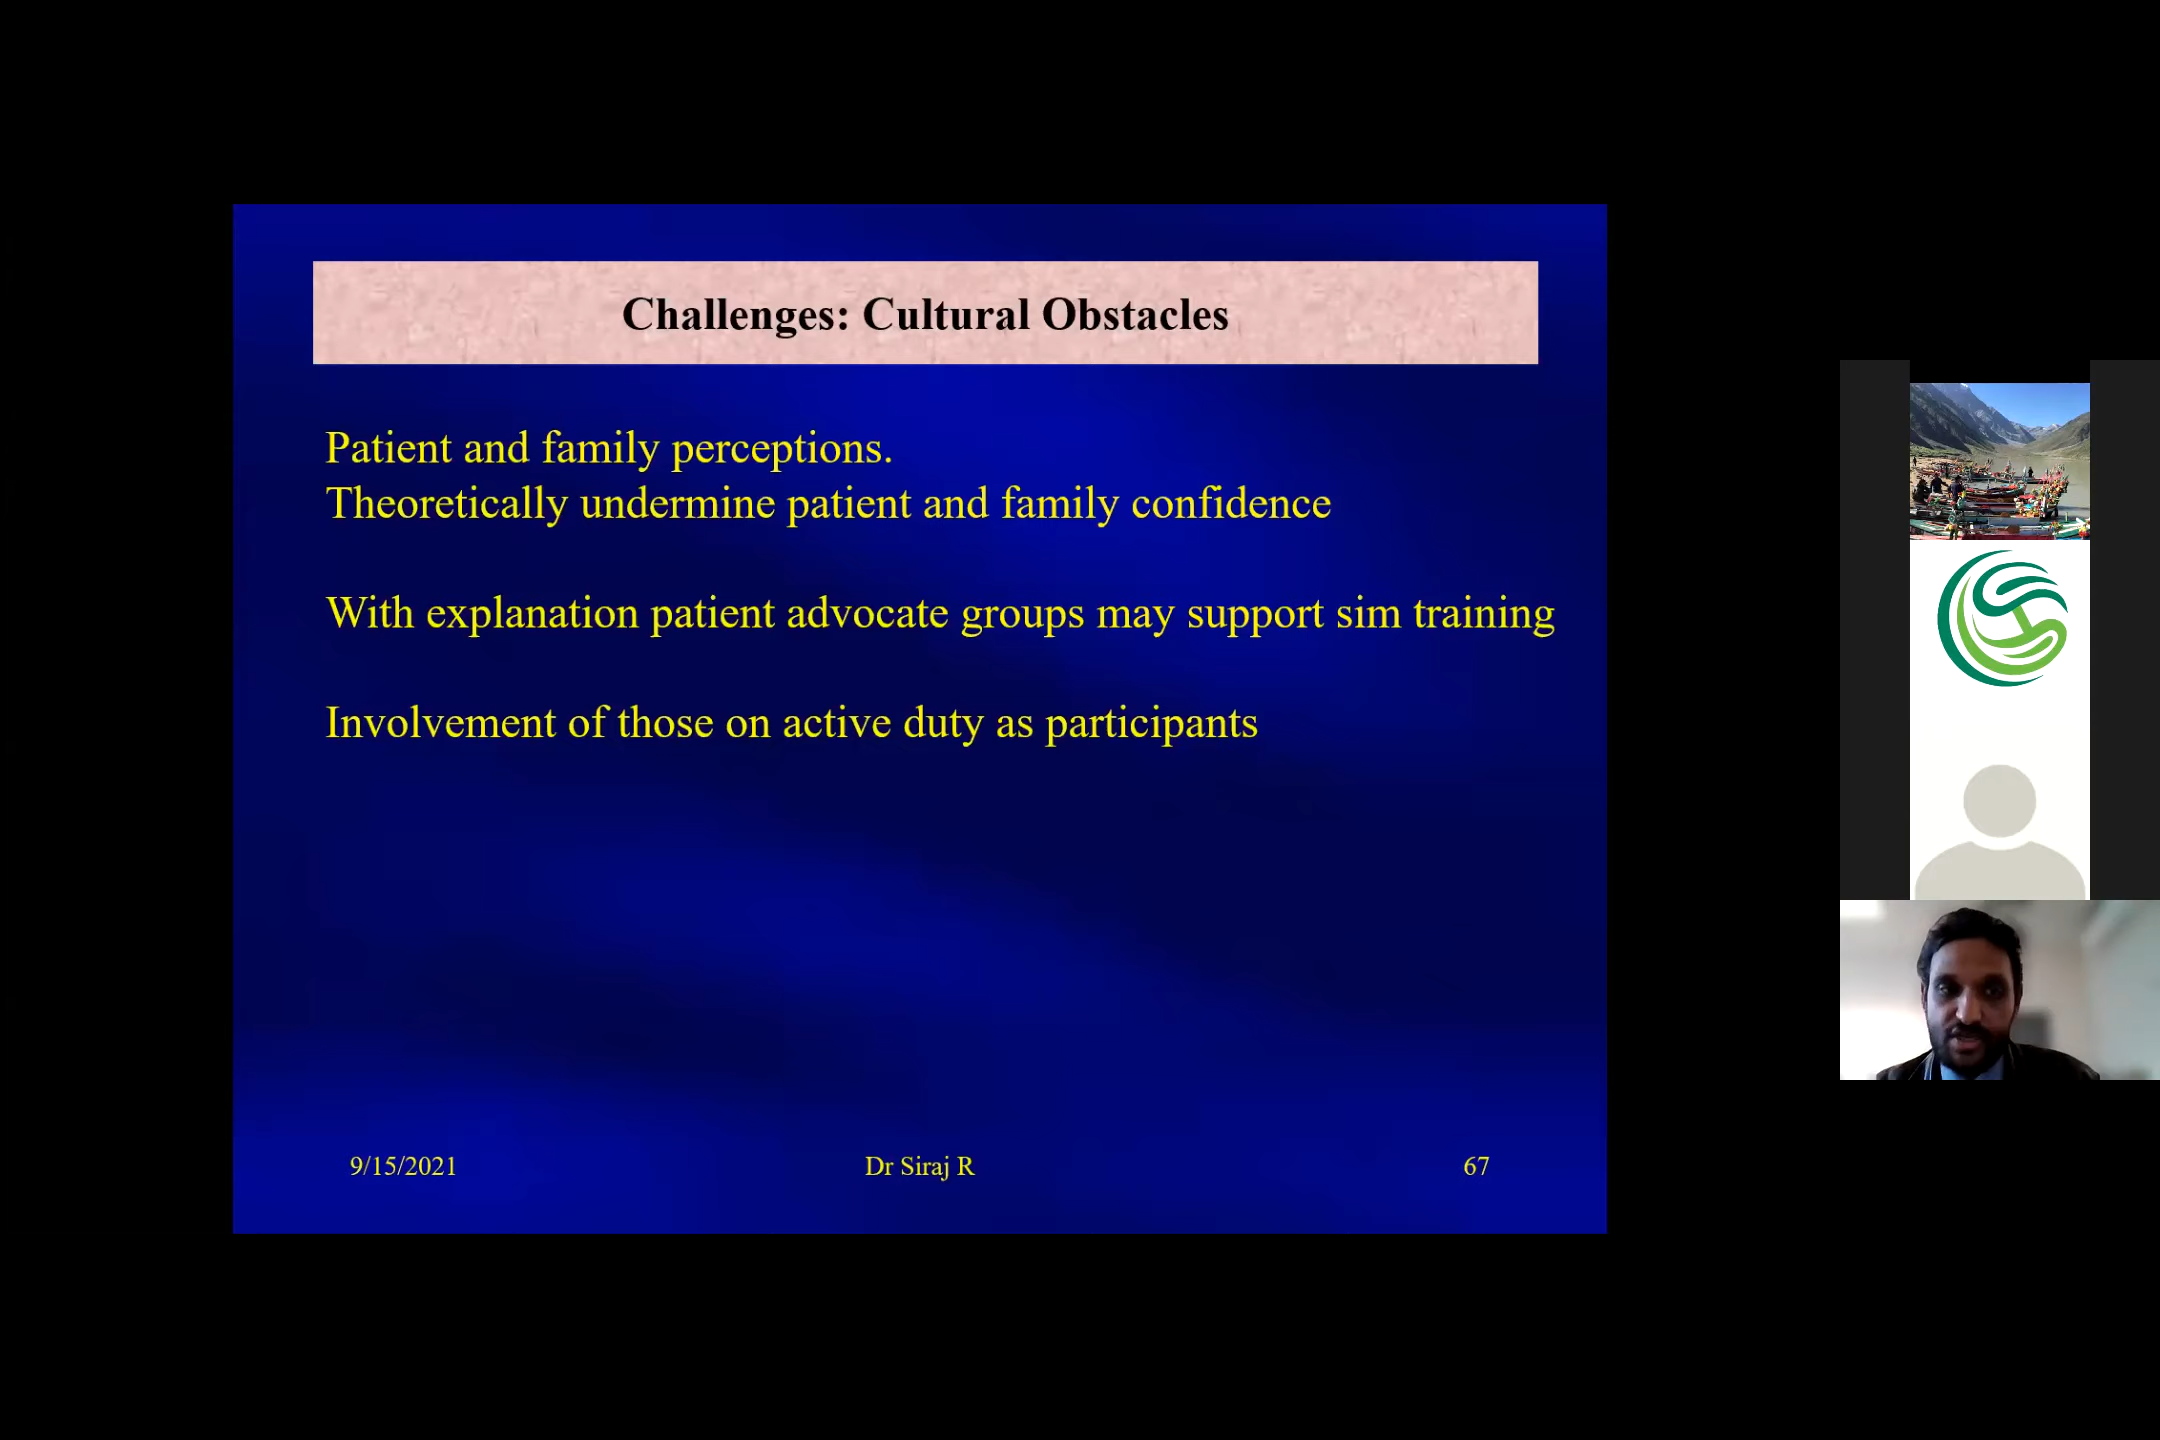 Challenges: Cultural Obstacles
Patient and family perceptions.
Theoretically undermine patient and family confidence
With explanation patient advocate groups may support sim training
Involvement of those on active duty as participants
9/15/2021
Dr Siraj R
67